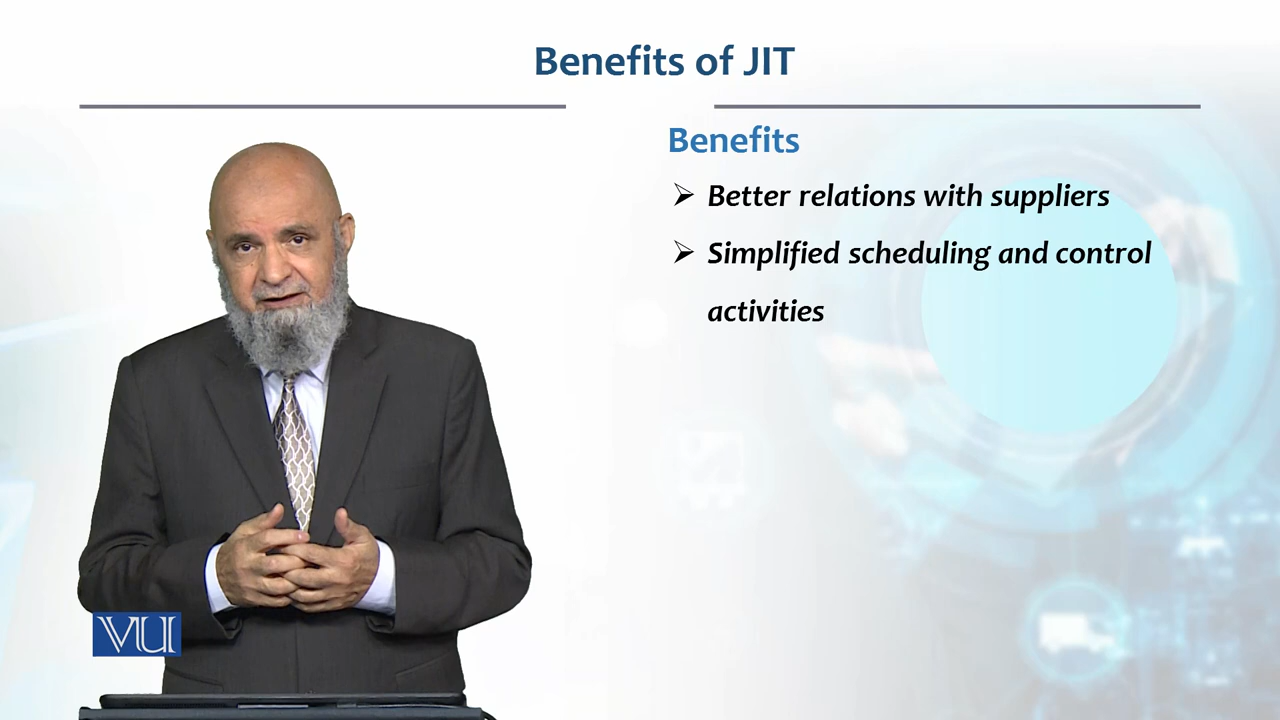 Benefits of JIT
Benefits
➢ Better relations with suppliers
➢ Simplified scheduling and control
activities
VU